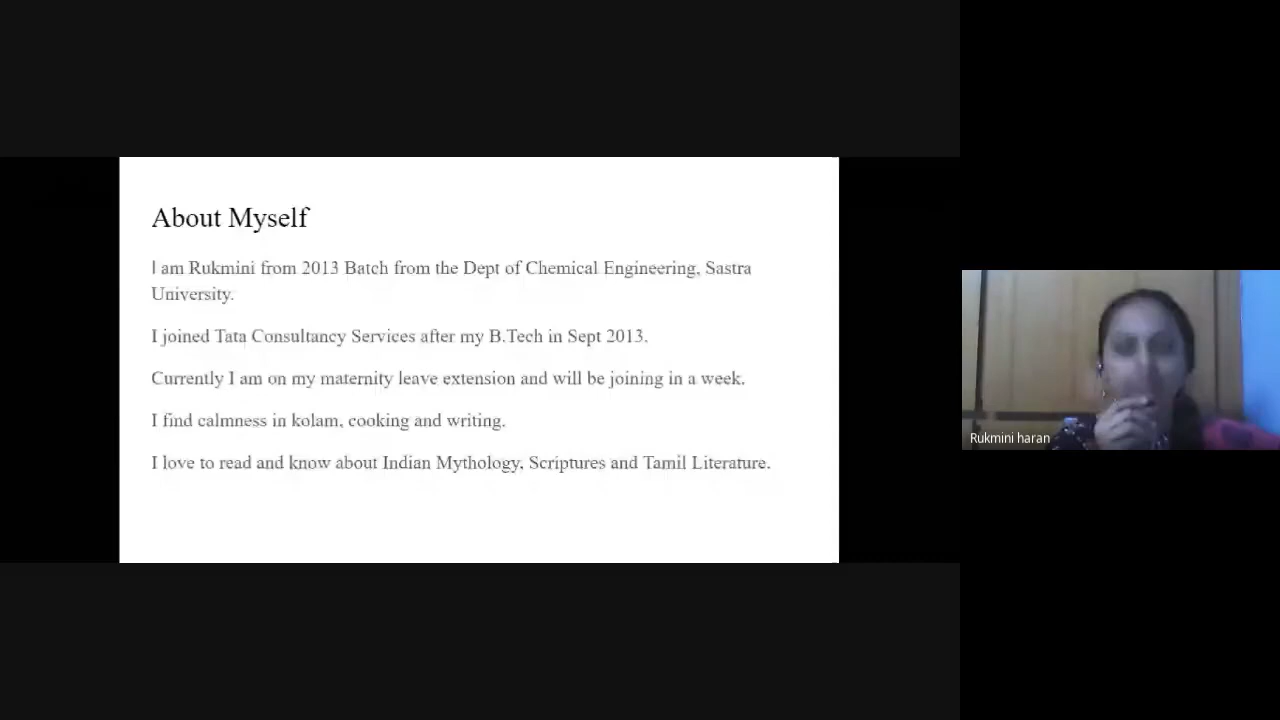 About Myself
I am Rukmini from 2013 Batch from the Dept of Chemical Engineering, Sastra
University.
I joined Tata Consultancy Services after my B.Tech in Sept 2013.
Currently I am on my maternity leave extension and will be joining in a week.
I find calmness in kolam, cooking and writing.
I love to read and know about Indian Mythology, Scriptures and Tamil Literature.
Rukmini haran